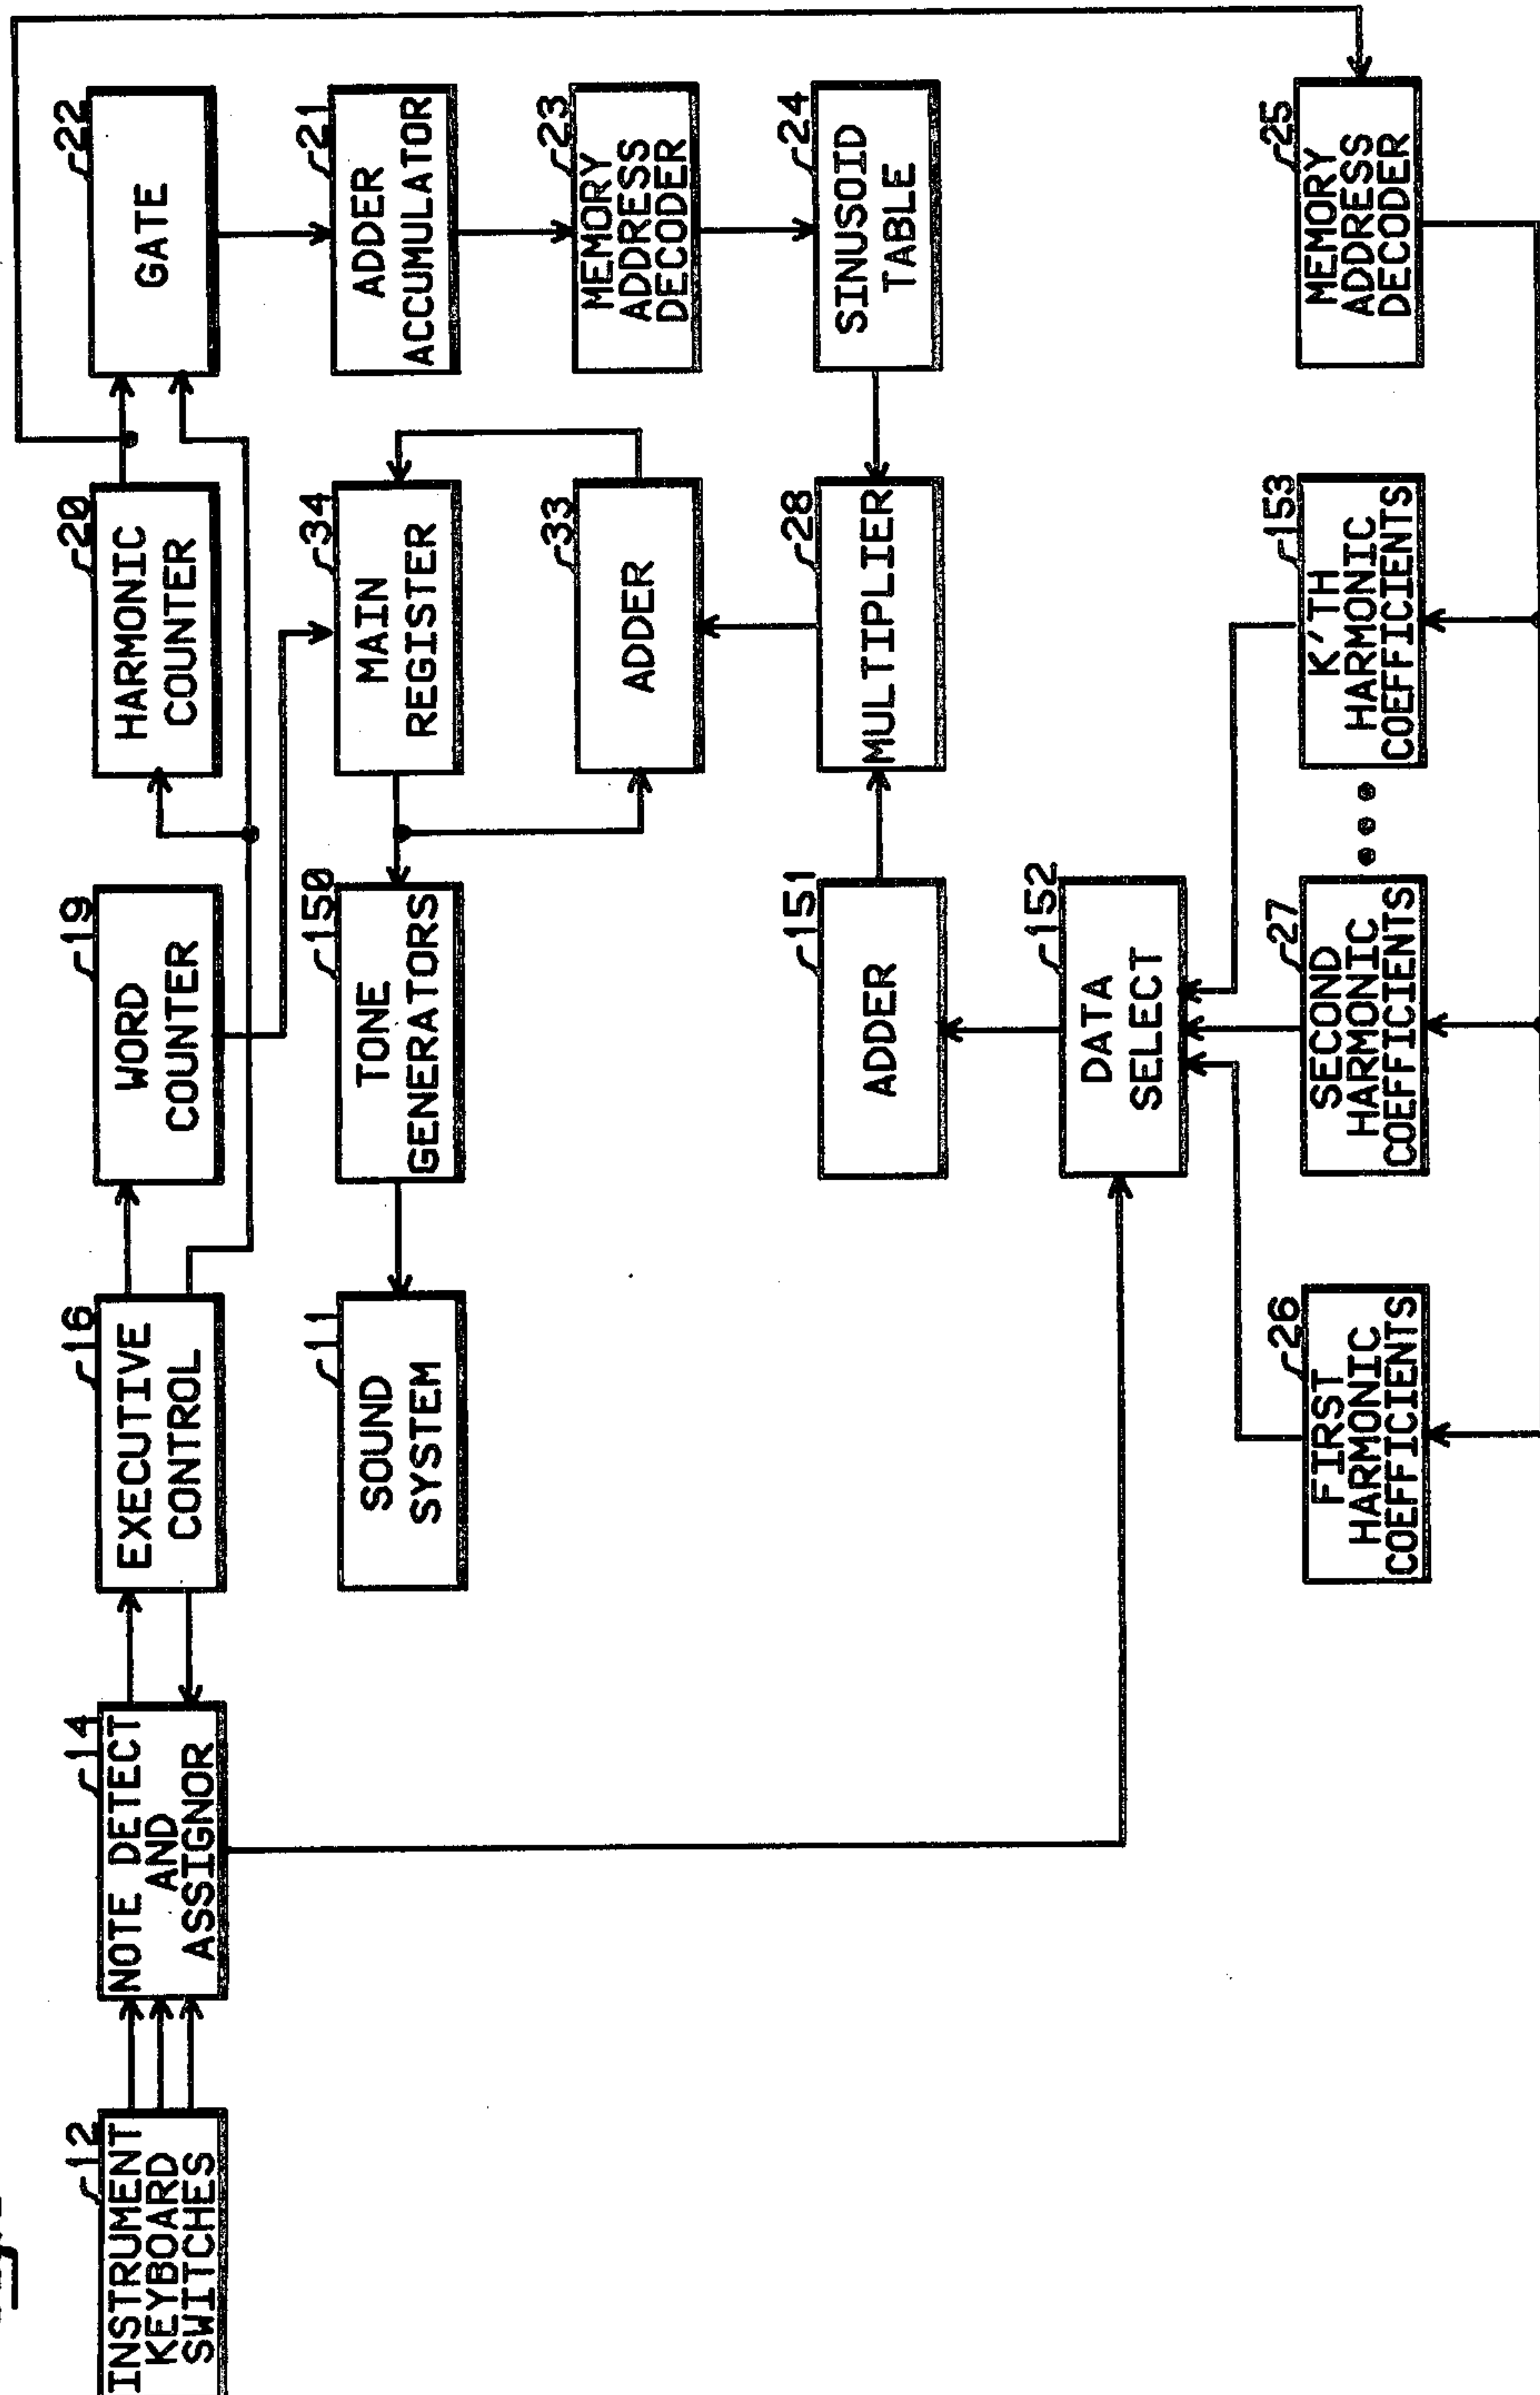 12
INSTRUMENT
KEYBOARD
SWITCHES
14
NOTE DETECT
AND
ASSIGNOR
16
EXECUTIVE
CONTROL
19
WORD
COUNTER
20
HARMONIC
COUNTER
22
GATE
11
SOUND
SYSTEM
150
TONE
GENERATORS
34
MAIN
REGISTER
21
ADDER
ACCUMULATOR
33
ADDER
23
MEMORY
ADDRESS
DECODER
151
ADDER
28
MULTIPLIER
24
SINUSOID
TABLE
152
DATA
SELECT
26
FIRST
HARMONIC
COEFFICIENTS
27
SECOND
HARMONIC
COEFFICIENTS
153
K'TH
HARMONIC
COEFFICIENTS
25
MEMORY
ADDRESS
DECODER